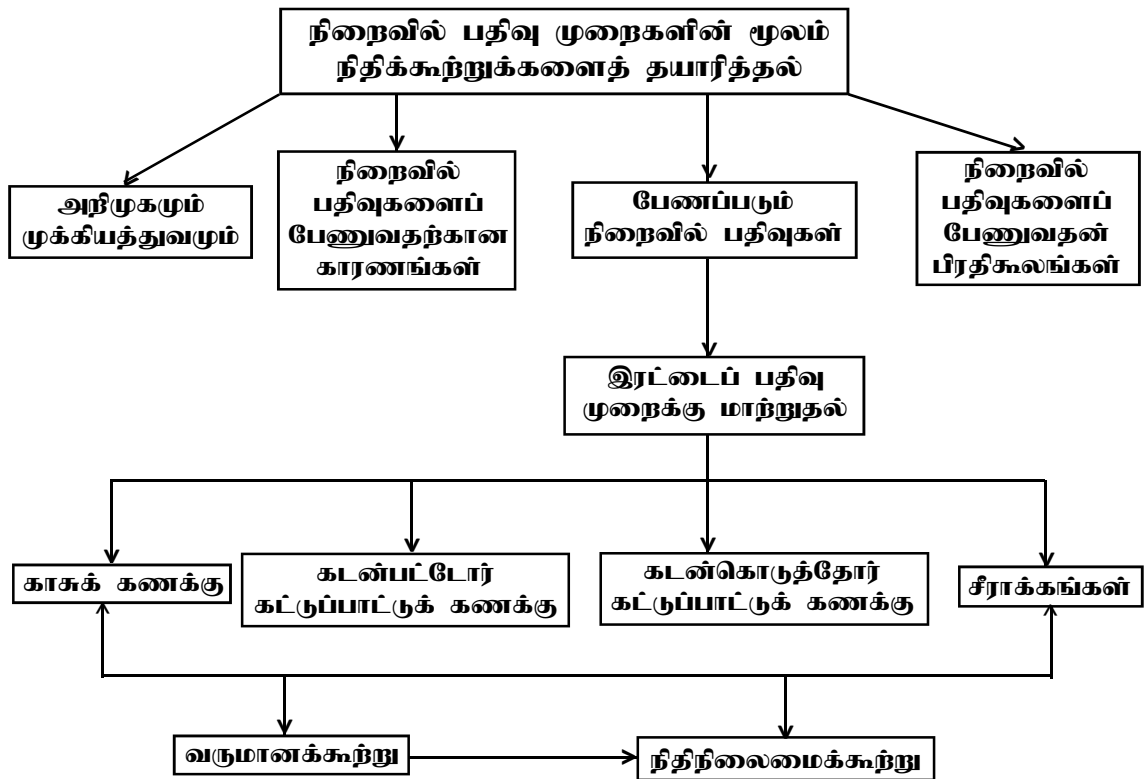 நிறைவில் பதிவு முறைகளின் மூலம்
நிதிக்கூற்றுக்களைத் தயாரித்தல்
அறிமுகமும்
முக்கியத்துவமும்
நிறைவில்
பதிவுகளைப்
பேணுவதற்கான
காரணங்கள்
பேணப்படும்
நிறைவில் பதிவுகள்
நிறைவில்
பதிவுகளைப்
பேணுவதன்
பிரதிகூலங்கள்
இரட்டைப் பதிவு
முறைக்கு மாற்றுதல்
காசுக் கணக்கு
கடன்பட்டோர்
கட்டுப்பாட்டுக் கணக்கு
கடன்கொடுத்தோர்
கட்டுப்பாட்டுக் கணக்கு
சீராக்கங்கள்
வருமானக்கூற்று
நிதிநிலைமைக்கூற்று